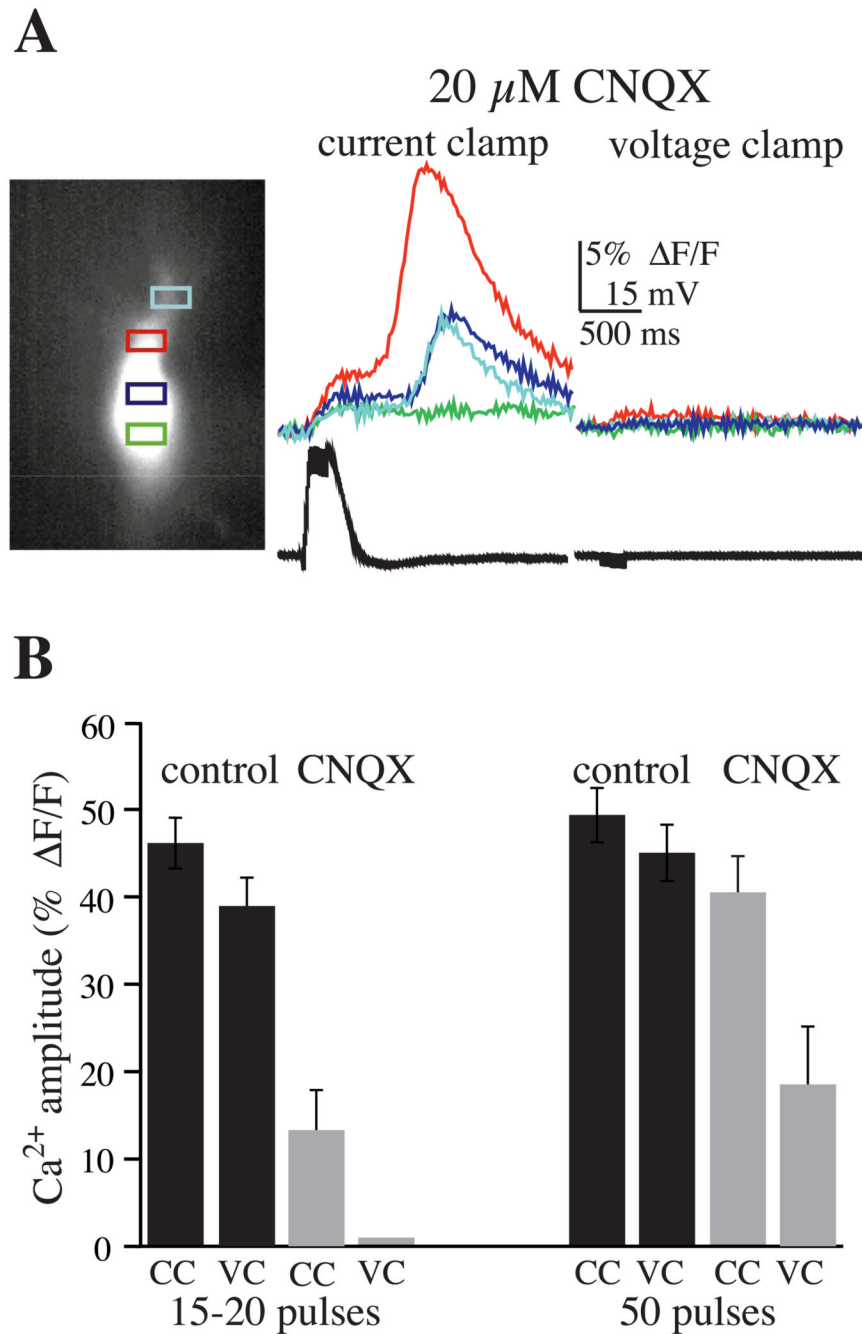 A
20 µM CNQX
current clamp voltage clamp
5% ΔF/F
15 mV
500 ms
B
Ca²⁺ amplitude (% ΔF/F)
60
50
40
30
20
10
0
control CNQX
control CNQX
CC VC CC VC
CC VC CC VC
15-20 pulses
50 pulses